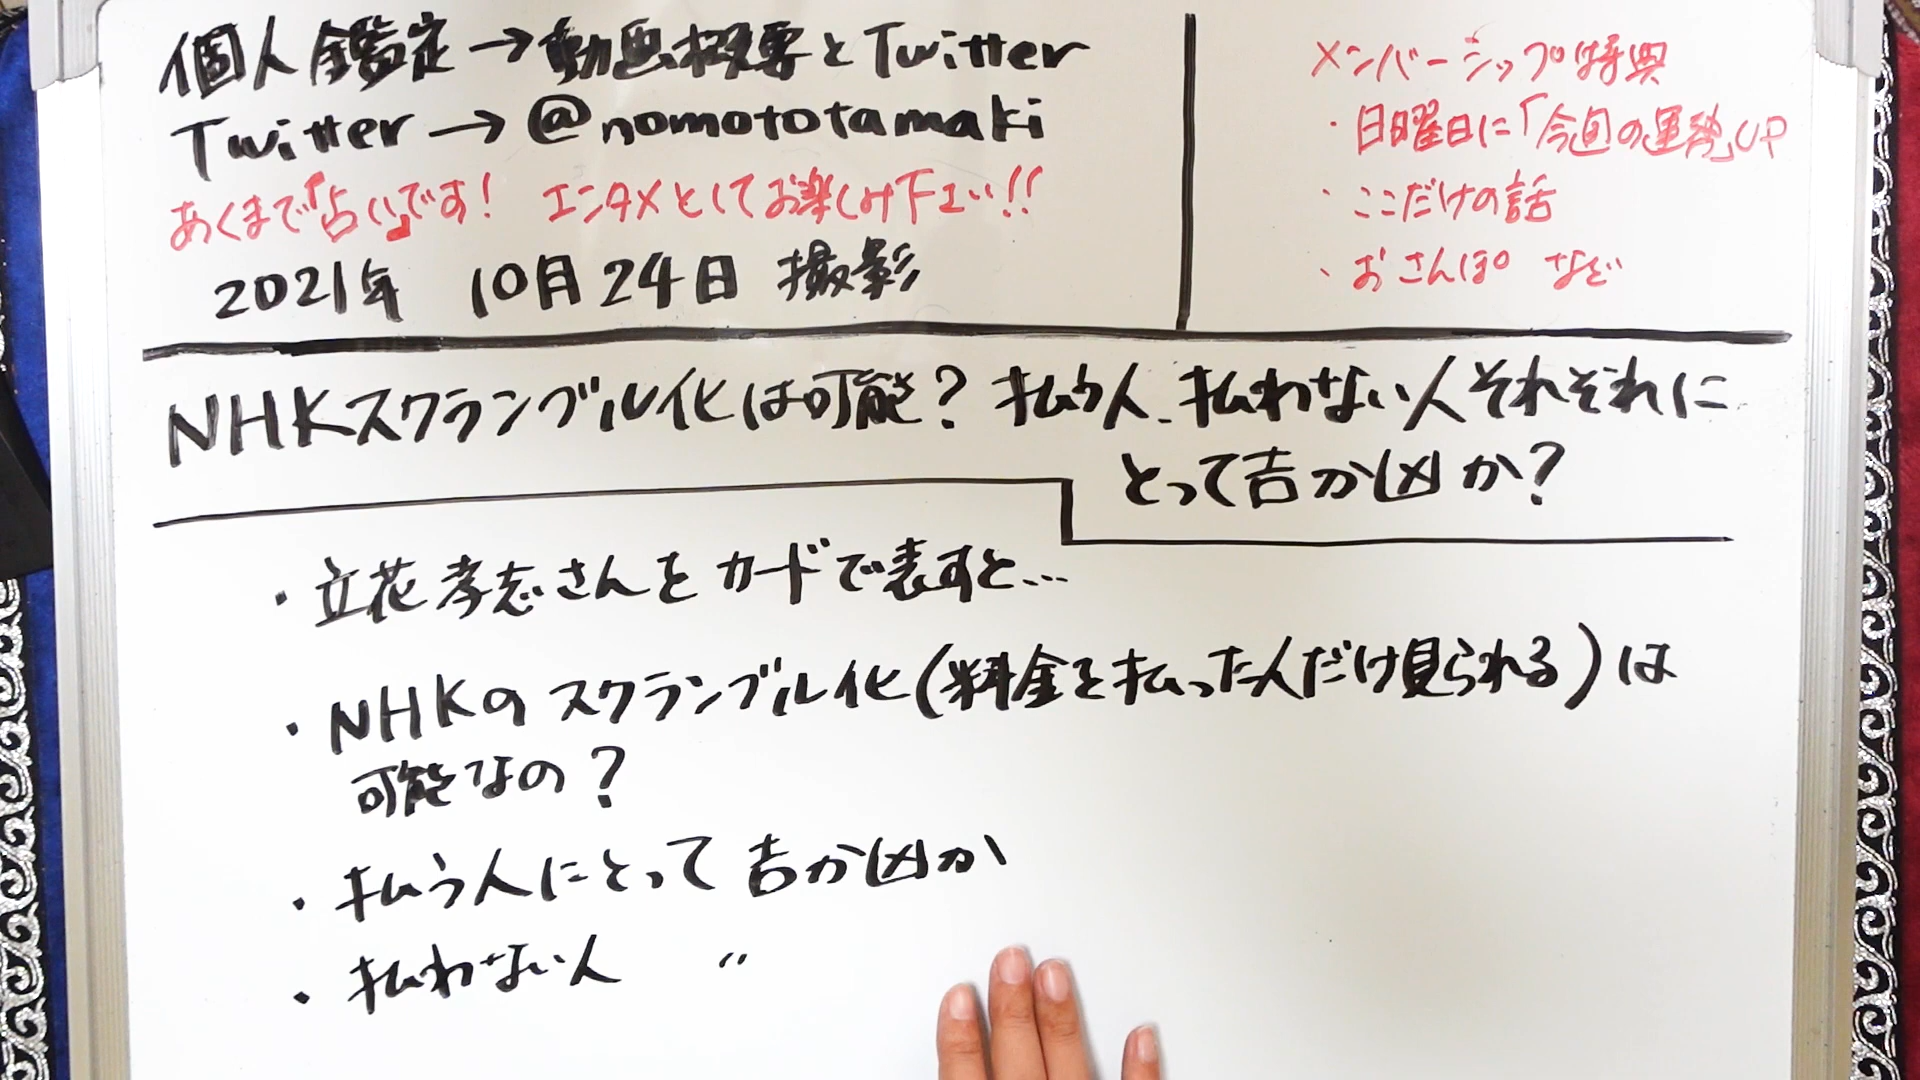 個人鑑定→動画概要とTwitter
Twitter→@nomototamaki
あくまで「占い」です! エンタメとしてお楽しみ下さい!!
2021年 10月24日 撮影
メンバーシップ特典
・日曜日に「今週の運勢」UP
・ここだけの話
・おさんぽ など
NHKスクランブル化は可能? 払う人、払わない人それぞれに
とって吉か凶か?
・立花孝志さんをカードで表すと…
・NHKのスクランブル化(料金を払った人だけ見られる)は
可能なの?
・払う人にとって吉か凶か
・払わない人 〃